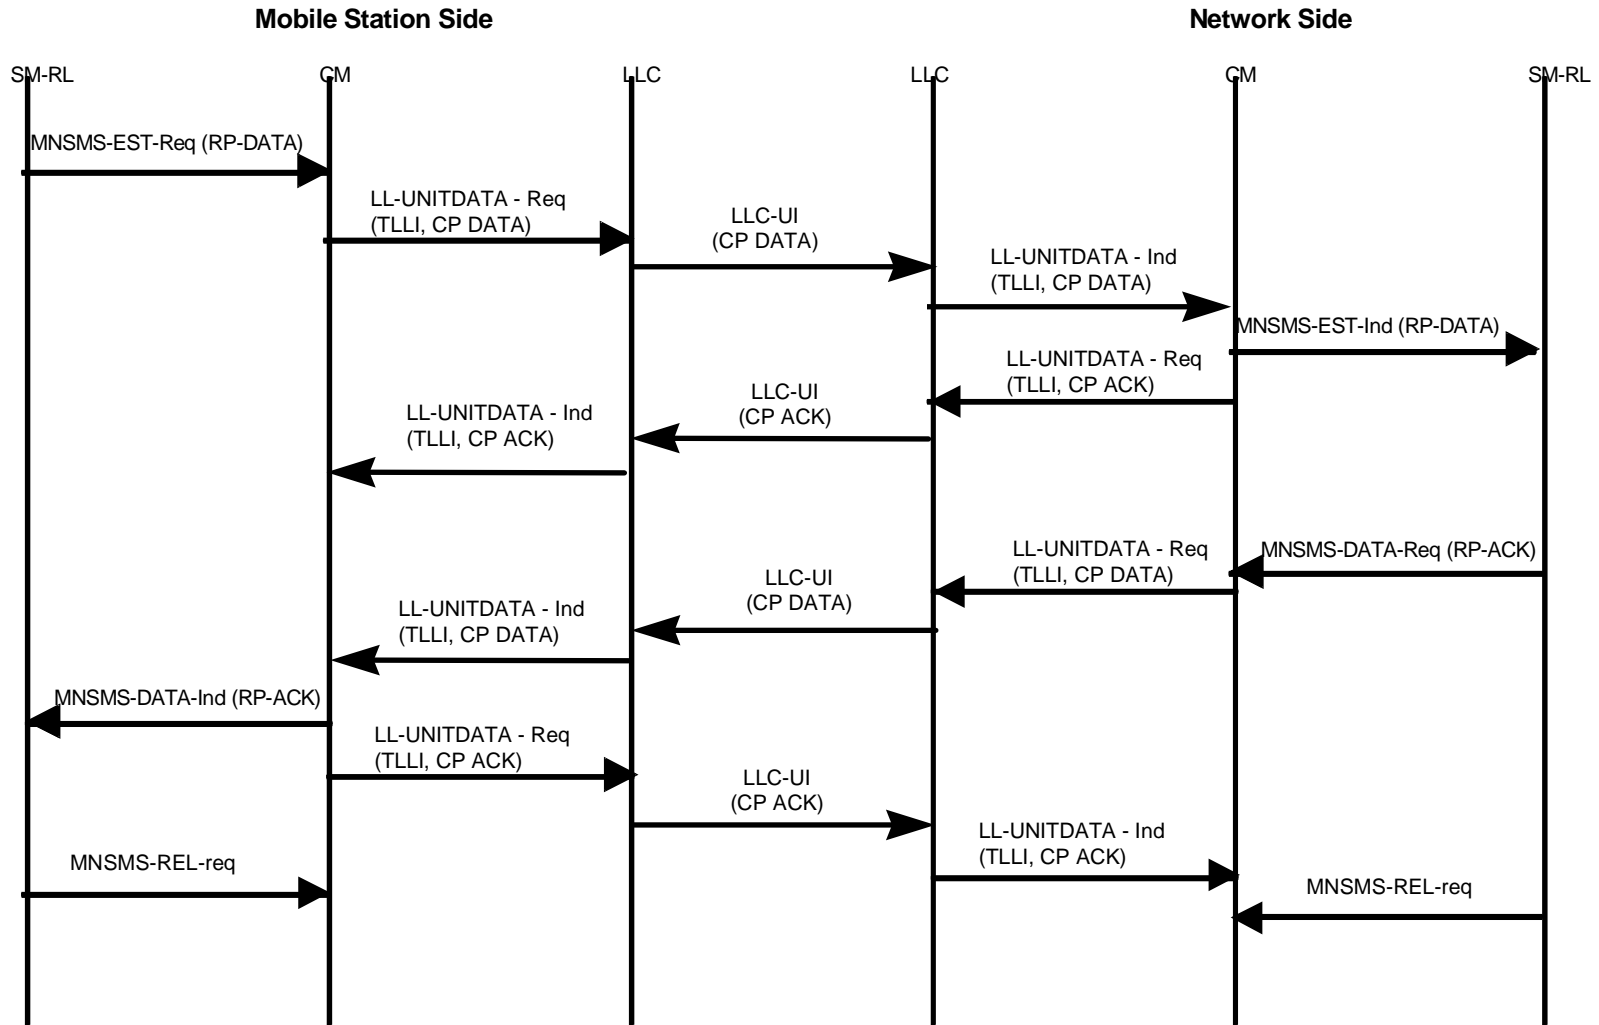 Mobile Station Side
Network Side
SM-RL
CM
LLC
LLC
CM
SM-RL
MNSMS-EST-Req (RP-DATA)
LL-UNITDATA - Req
(TLLI, CP DATA)
LLC-UI
(CP DATA)
LL-UNITDATA - Ind
(TLLI, CP DATA)
MNSMS-EST-Ind (RP-DATA)
LL-UNITDATA - Req
(TLLI, CP ACK)
LLC-UI
(CP ACK)
LL-UNITDATA - Ind
(TLLI, CP ACK)
MNSMS-DATA-Req (RP-ACK)
LL-UNITDATA - Req
(TLLI, CP DATA)
LLC-UI
(CP DATA)
LL-UNITDATA - Ind
(TLLI, CP DATA)
MNSMS-DATA-Ind (RP-ACK)
LL-UNITDATA - Req
(TLLI, CP ACK)
LLC-UI
(CP ACK)
LL-UNITDATA - Ind
(TLLI, CP ACK)
MNSMS-REL-req
MNSMS-REL-req